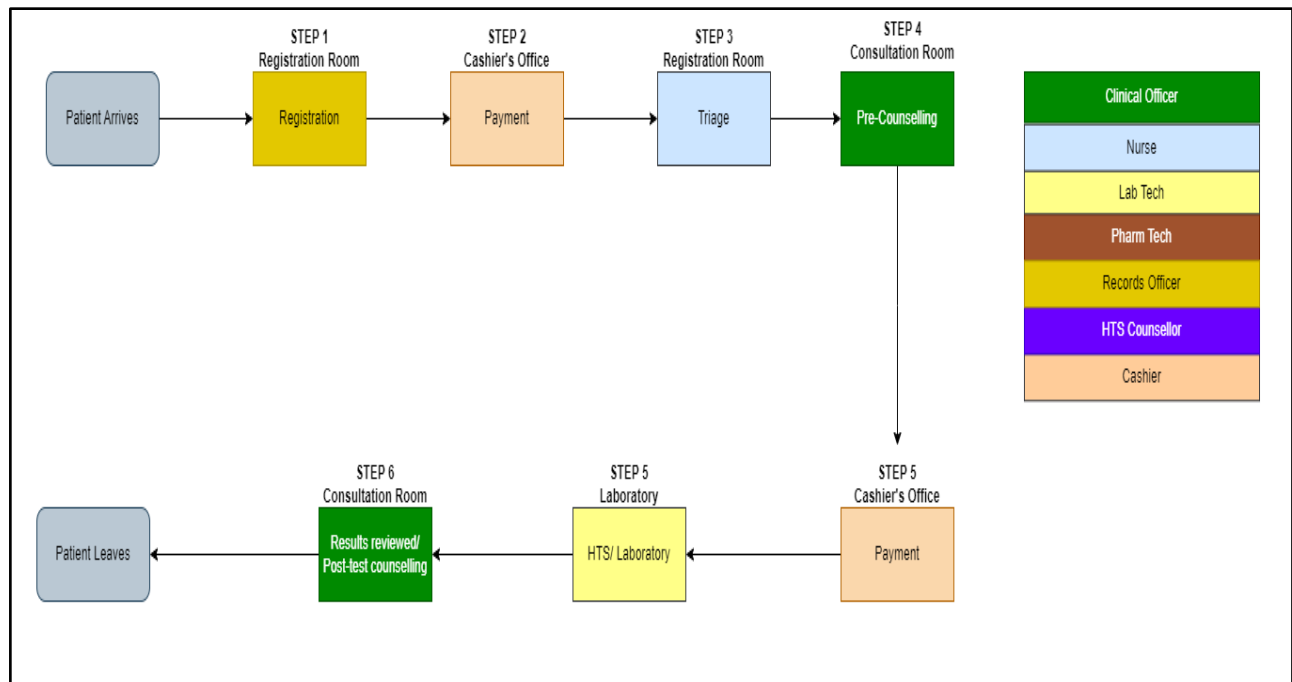 STEP 1
Registration Room
STEP 2
Cashier's Office
STEP 3
Registration Room
STEP 4
Consultation Room
Patient Arrives
Registration
Payment
Triage
Pre-Counselling
Clinical Officer
Nurse
Lab Tech
Pharm Tech
Records Officer
HTS Counsellor
Cashier
STEP 6
Consultation Room
STEP 5
Laboratory
STEP 5
Cashier's Office
Patient Leaves
Results reviewed/
Post-test counselling
HTS/ Laboratory
Payment